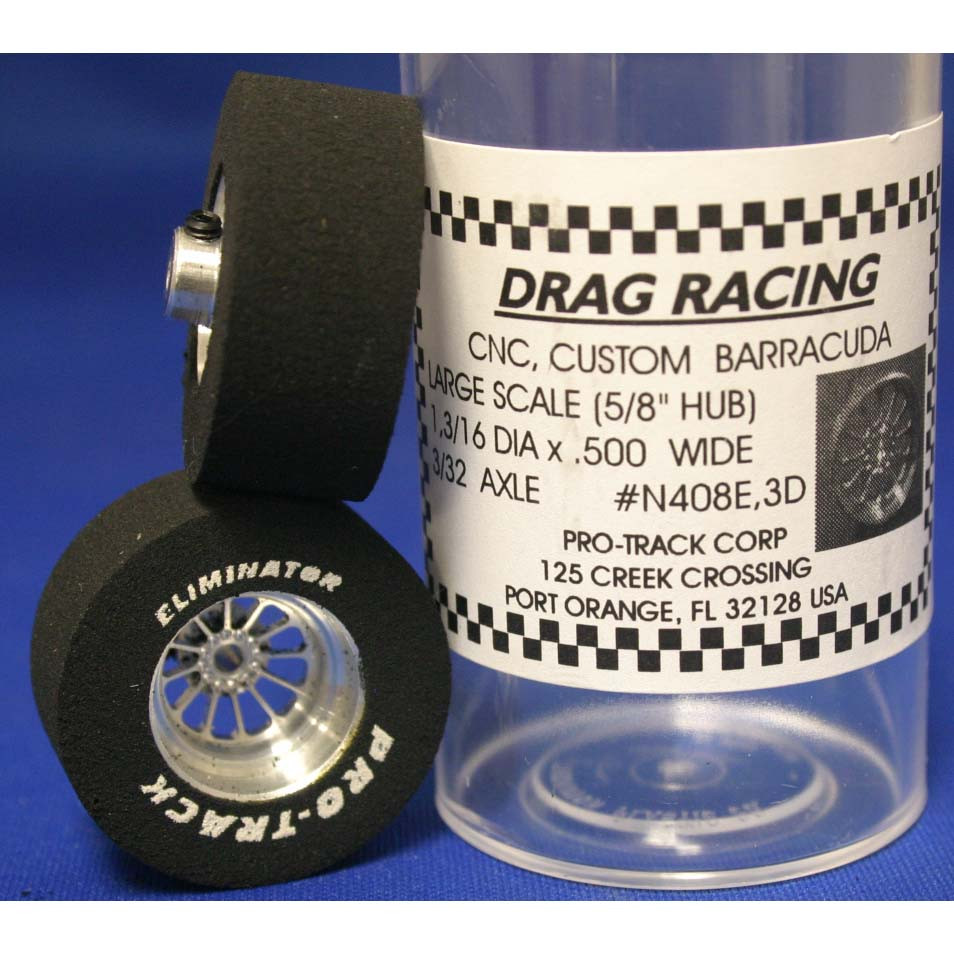 DRAG RACING
CNC, CUSTOM BARRACUDA
LARGE SCALE (5/8" HUB)
1,3/16 DIA x .500 WIDE
3/32 AXLE #N408E,3D
PRO-TRACK CORP
125 CREEK CROSSING
PORT ORANGE, FL 32128 USA
ELIMINATOR
PRO-TRACK